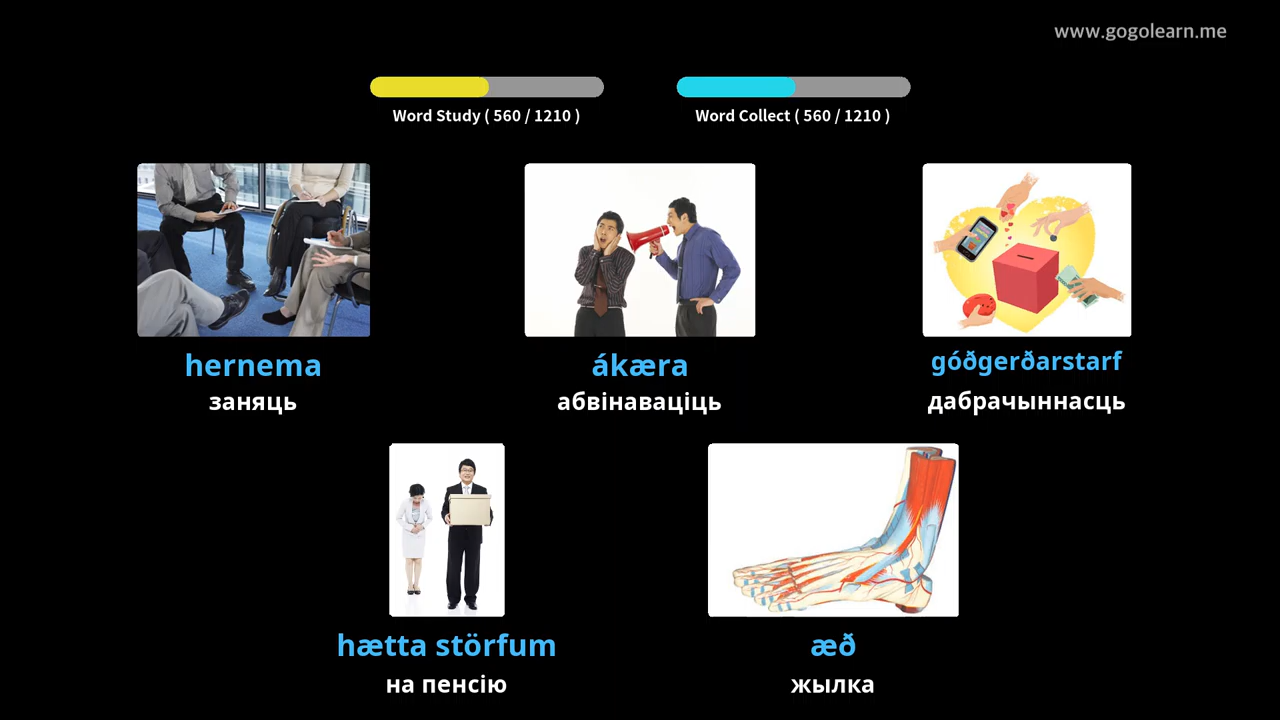 www.gogolearn.me
Word Study ( 560 / 1210 )
Word Collect ( 560 / 1210 )
hernema
заняць
ákæra
абвінаваціць
góðgerðarstarf
дабрачыннасць
hætta störfum
на пенсію
æð
жылка